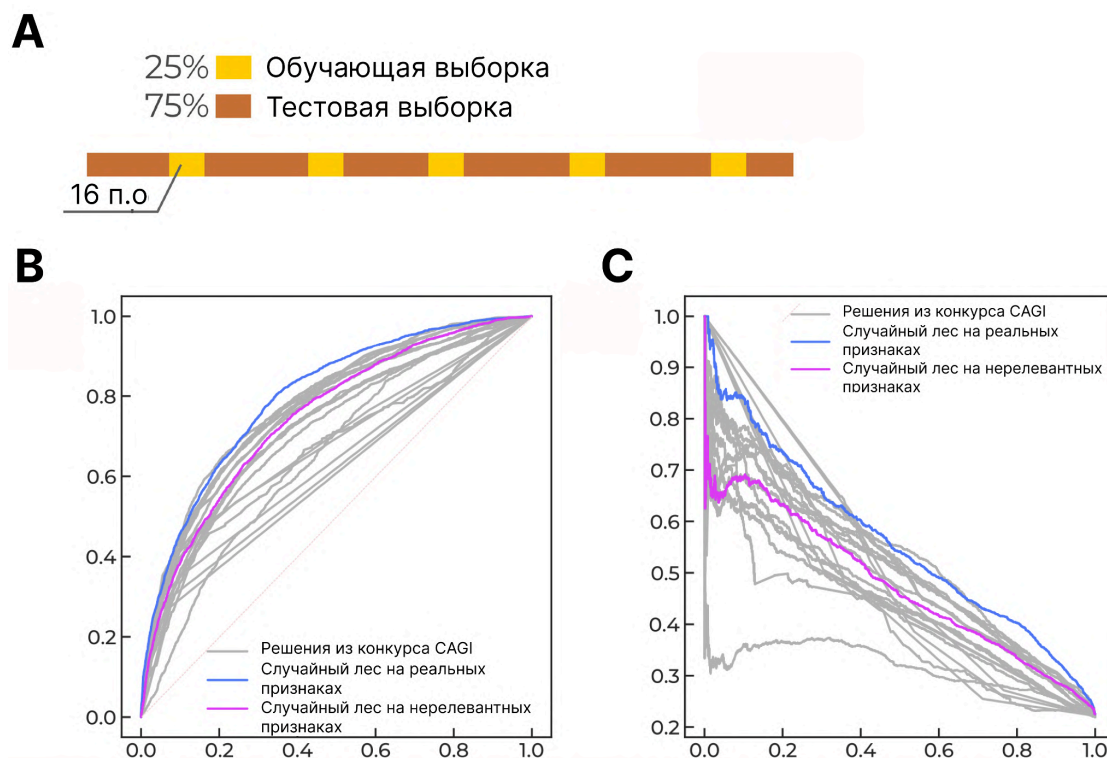 A
25% Обучающая выборка
75% Тестовая выборка
16 п.о
B
1.0
0.8
0.6
0.4
0.2
0.0
0.0 0.2 0.4 0.6 0.8 1.0
Решения из конкурса CAGI
Случайный лес на реальных
признаках
Случайный лес на нерелевантных
признаках
C
1.0
0.9
0.8
0.7
0.6
0.5
0.4
0.3
0.2
0.0 0.2 0.4 0.6 0.8 1.0
Решения из конкурса CAGI
Случайный лес на реальных
признаках
Случайный лес на нерелевантных
признаках